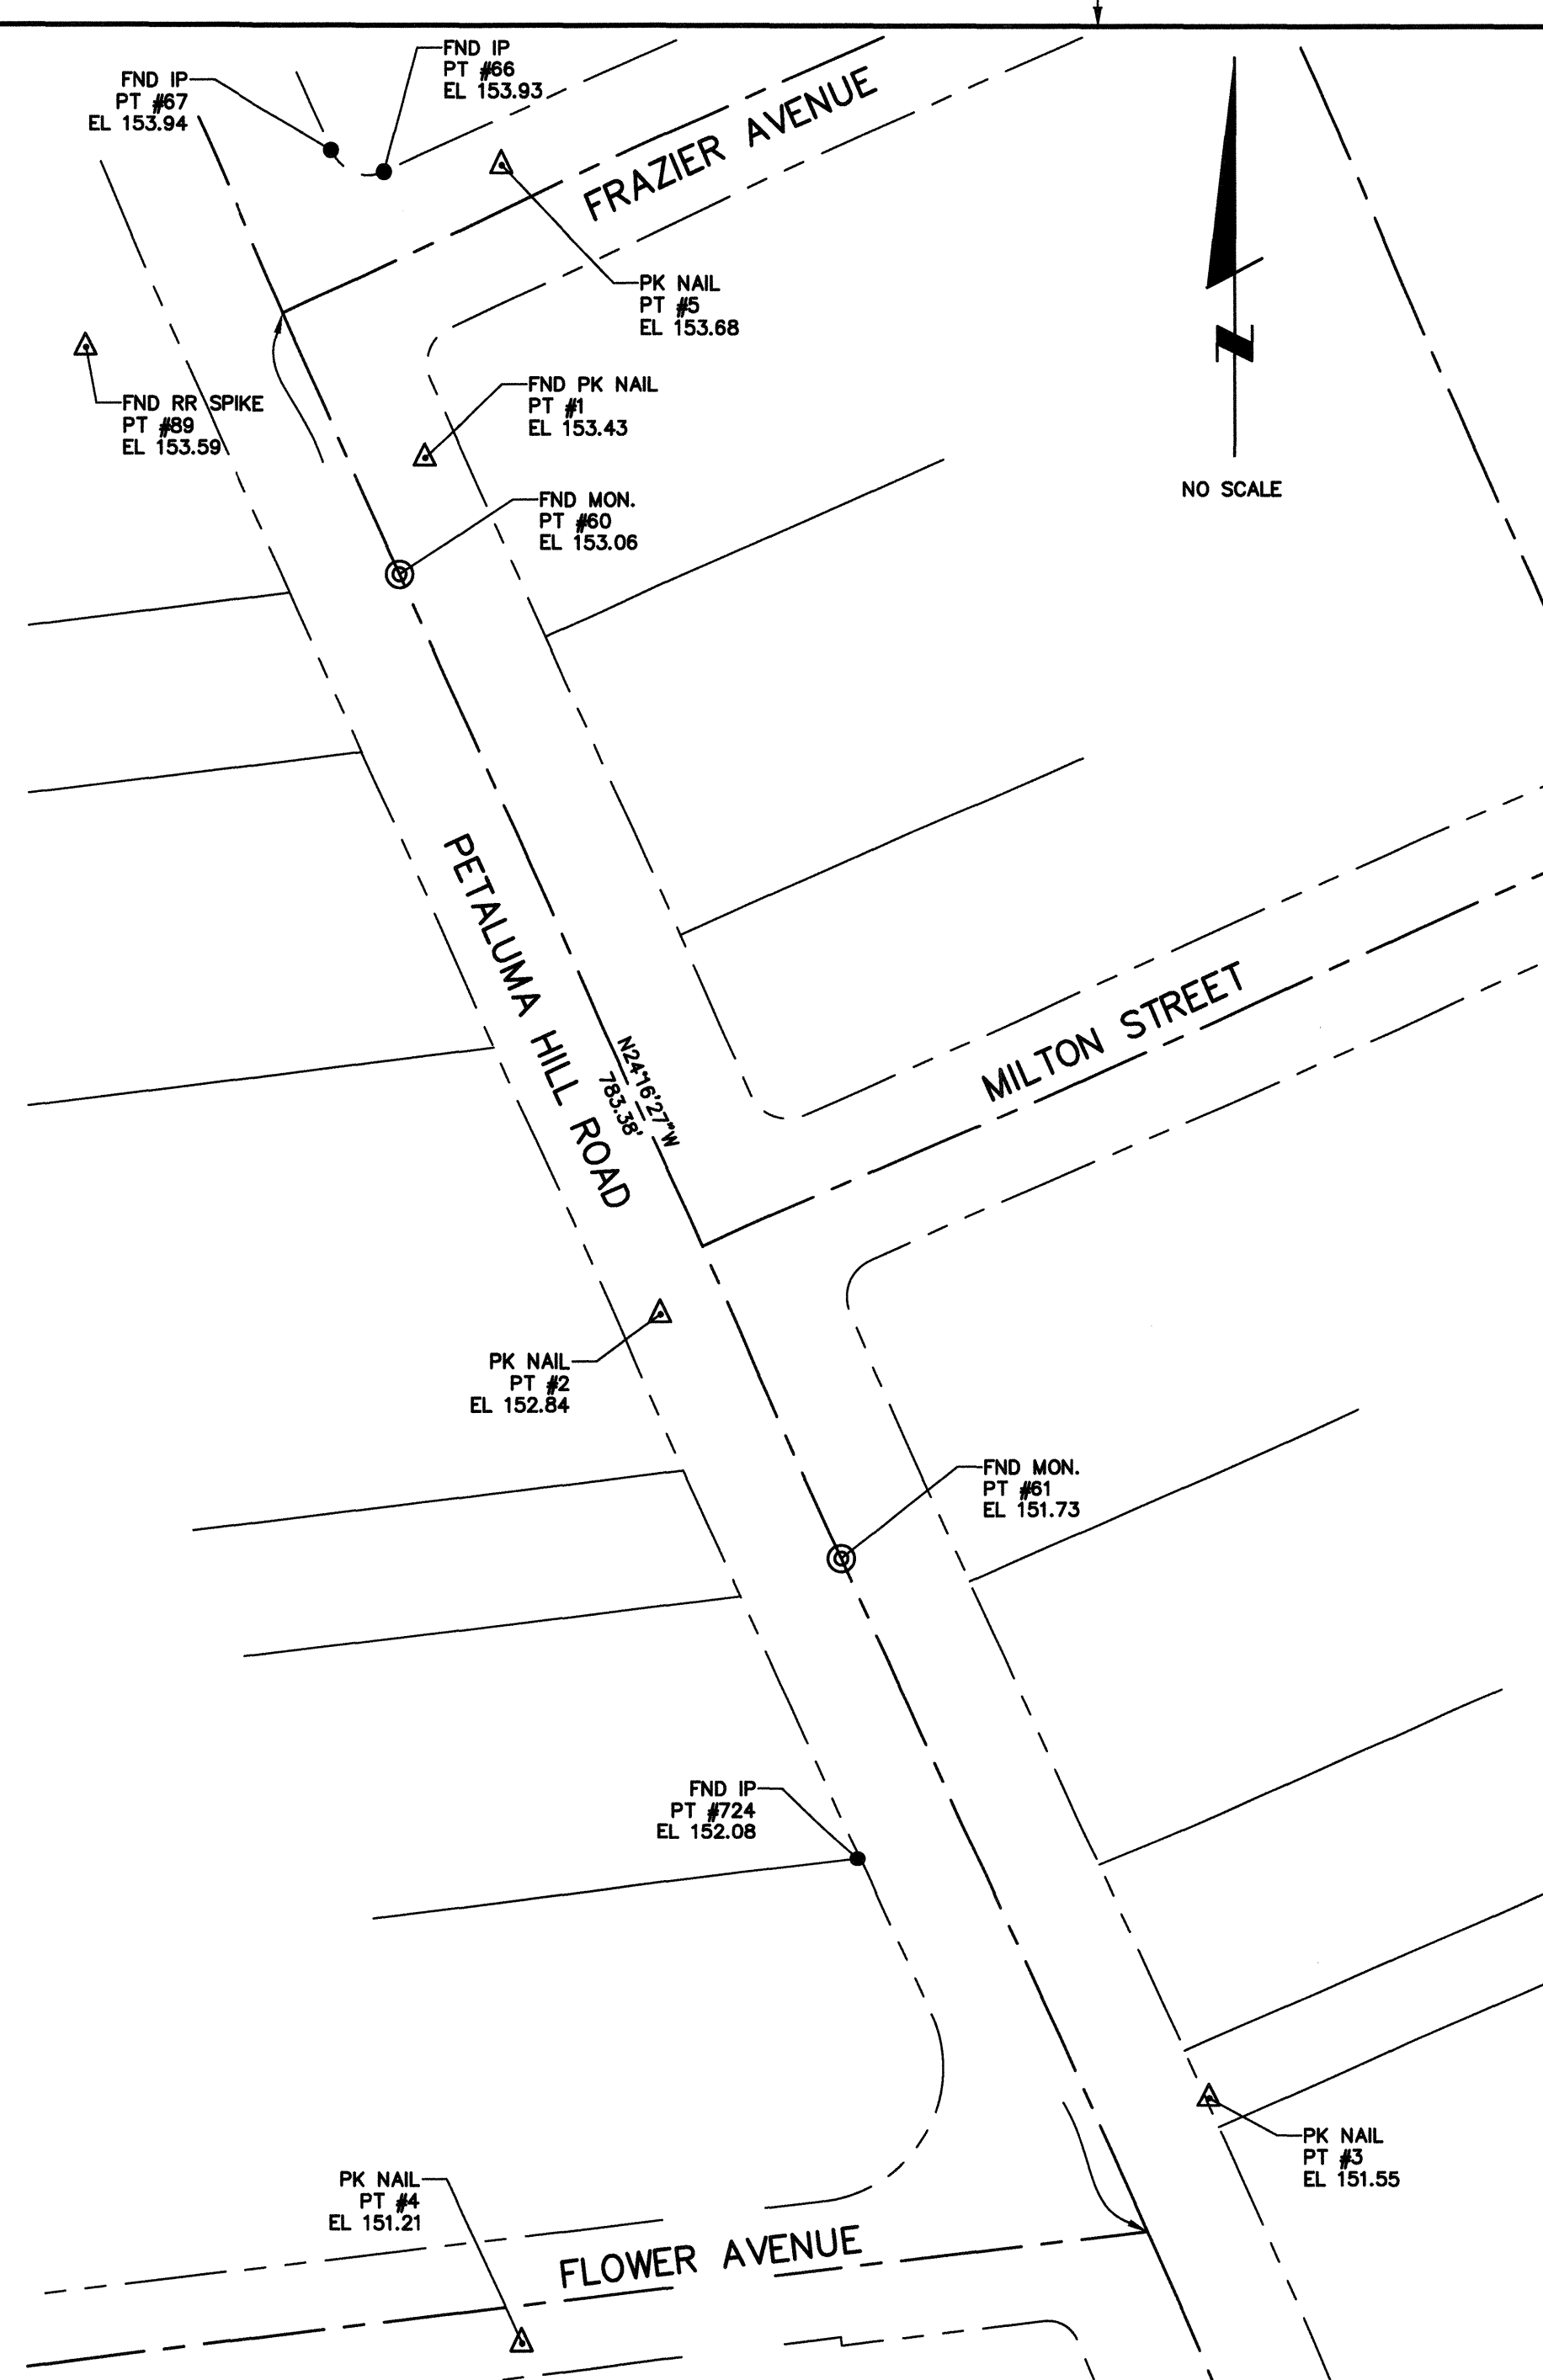 FND IP
PT #66
EL 153.93
FND IP
PT #67
EL 153.94
FRAZIER AVENUE
PK NAIL
PT #5
EL 153.68
FND RR SPIKE
PT #89
EL 153.59
FND PK NAIL
PT #1
EL 153.43
N
NO SCALE
FND MON.
PT #60
EL 153.06
PETALUMA HILL ROAD
N24°16'27"W
783.38'
MILTON STREET
PK NAIL
PT #2
EL 152.84
FND MON.
PT #61
EL 151.73
FND IP
PT #724
EL 152.08
PK NAIL
PT #3
EL 151.55
PK NAIL
PT #4
EL 151.21
FLOWER AVENUE